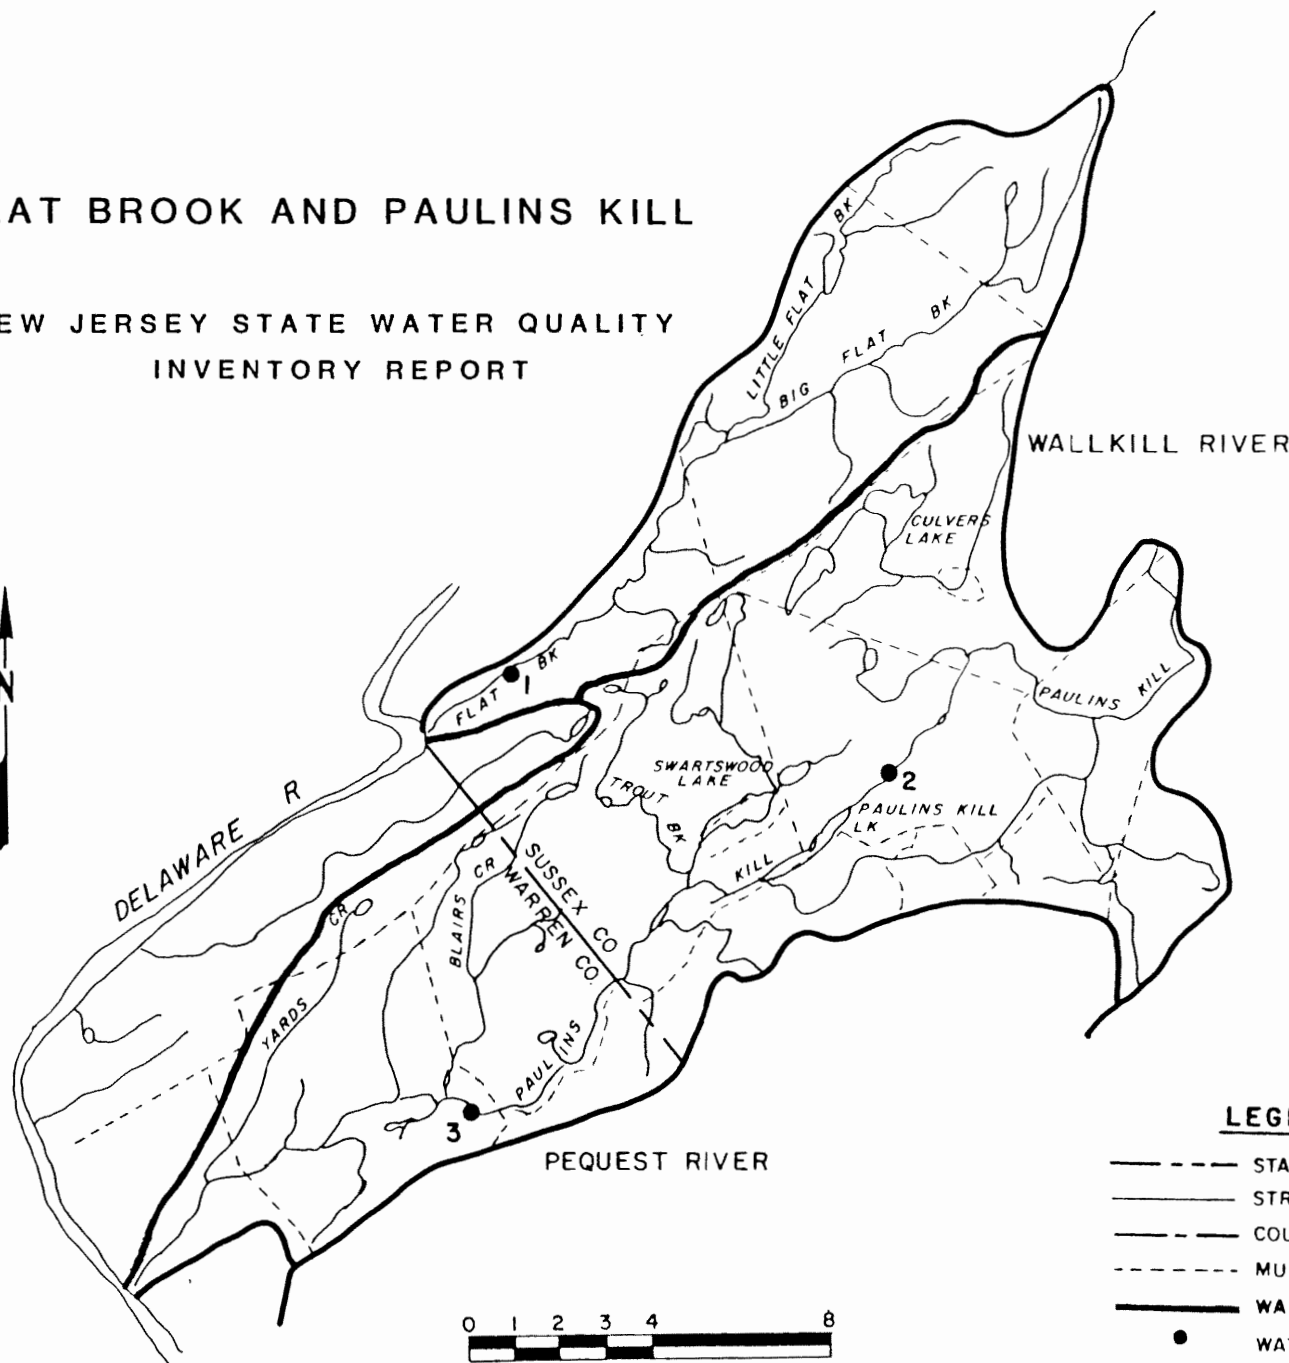 LAT BROOK AND PAULINS KILL
EW JERSEY STATE WATER QUALITY
INVENTORY REPORT
LITTLE FLAT BK
BIG FLAT BK
WALLKILL RIVER
CULVERS
LAKE
N
1
FLAT BK
PAULINS KILL
SWARTSWOOD
LAKE
2
TROUT BK
PAULINS KILL
LK
DELAWARE R
KILL
SUSSEX CO
WARREN CO.
BLAIRS CR
YARDS CR
PAULINS
3
PEQUEST RIVER
LEG
STA
STR
COU
MU
WA
WAT
0 1 2 3 4 8